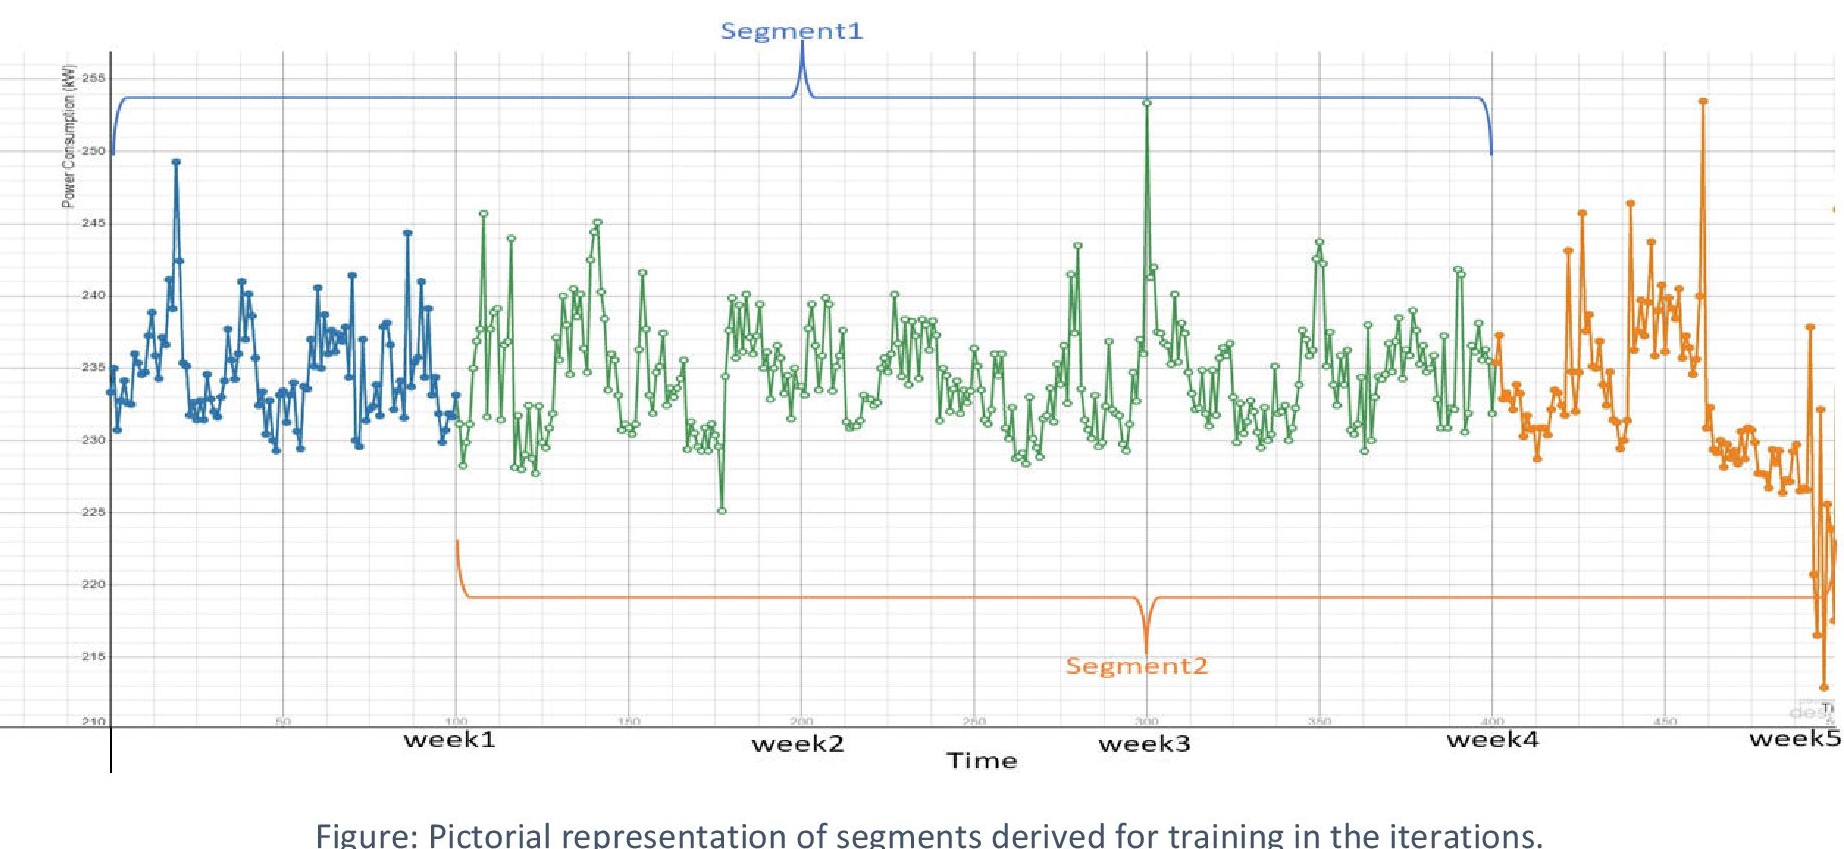 Segment1
Power Consumption (kW)
255
250
245
240
235
230
225
220
215
Segment2
210 50 100 150 200 250 300 350 400 450
week1 week2 week3 week4 week5
Time
Figure: Pictorial representation of segments derived for training in the iterations.